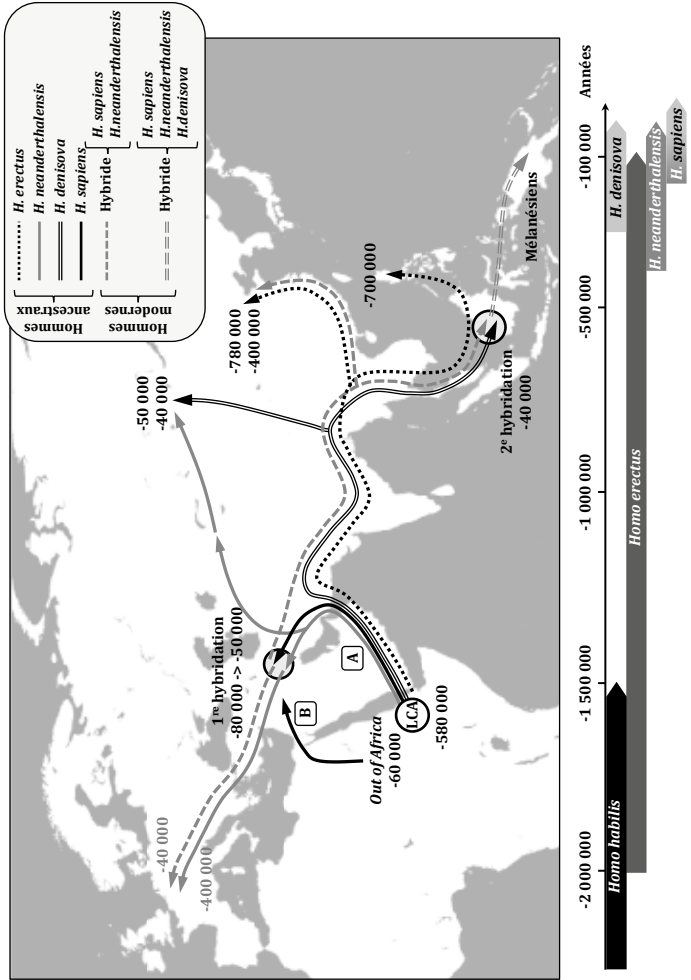 H. erectus
H. neanderthalensis
H. denisova
H. sapiens
Hommes
ancestraux
Hybride
H. sapiens
H.neanderthalensis
Hybride
H. sapiens
H.neanderthalensis
H.denisova
Hommes
modernes
-40 000
-400 000
1re hybridation
-80 000 -> -50 000
B
A
Out of Africa
-60 000
LCA
-580 000
-50 000
-40 000
-780 000
-400 000
-700 000
2e hybridation
-40 000
Mélanésiens
-2 000 000
-1 500 000
-1 000 000
-500 000
-100 000
Années
Homo habilis
H. denisova
Homo erectus
H. neanderthalensis
H. sapiens